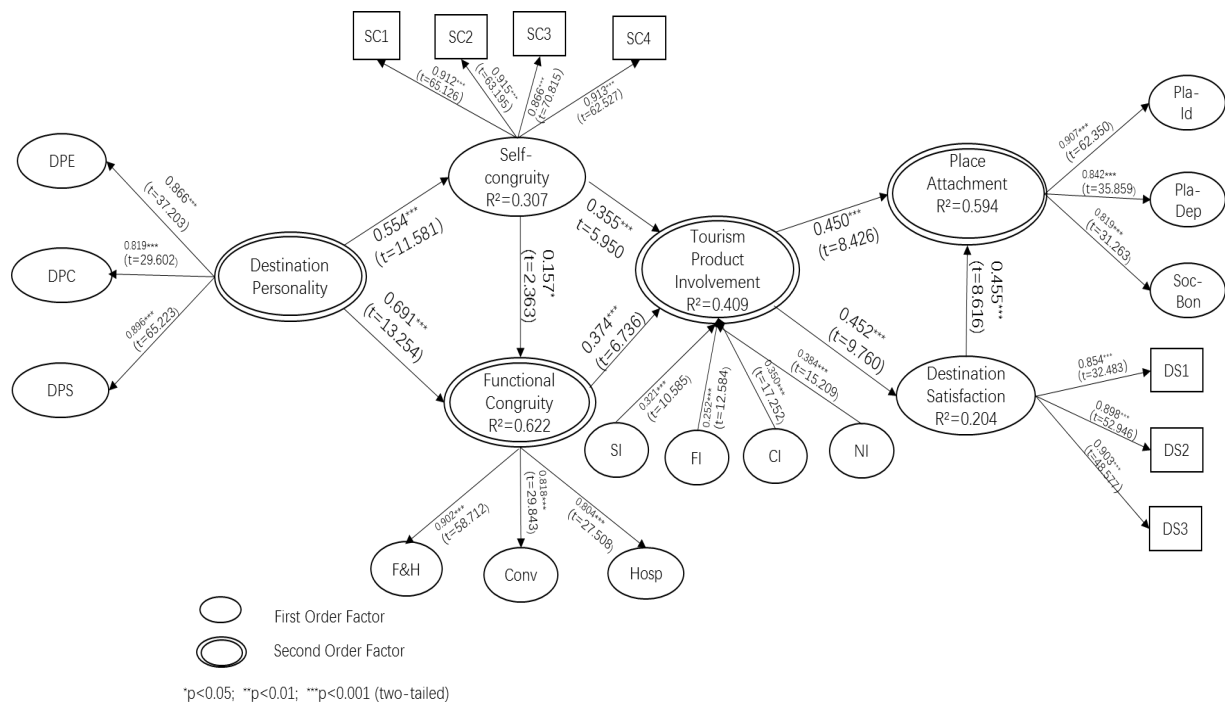 SC1
SC2
SC3
SC4
0.912***
(t=65.126)
0.915***
(t=63.195)
0.866***
(t=70.815)
0.913***
(t=62.527)
DPE
DPC
DPS
0.866***
(t=37.203)
0.819***
(t=29.602)
0.896***
(t=65.223)
Destination
Personality
0.554***
(t=11.581)
0.691***
(t=13.254)
Self-
congruity
R²=0.307
0.157*
(t=2.363)
Functional
Congruity
R²=0.622
0.355***
t=5.950
0.374***
(t=6.736)
Tourism
Product
Involvement
R²=0.409
0.450***
(t=8.426)
0.452***
(t=9.760)
Place
Attachment
R²=0.594
0.455***
(t=8.616)
Destination
Satisfaction
R²=0.204
0.907***
(t=62.350)
0.842***
(t=35.859)
0.819***
(t=31.263)
Pla-
Id
Pla-
Dep
Soc-
Bon
0.854***
(t=32.483)
0.898***
(t=52.946)
0.903***
(t=48.577)
DS1
DS2
DS3
0.321***
(t=10.585)
0.252***
(t=12.584)
0.350***
(t=17.252)
0.384***
(t=15.209)
SI
FI
CI
NI
0.902***
(t=58.712)
0.818***
(t=29.843)
0.804***
(t=27.508)
F&H
Conv
Hosp
First Order Factor
Second Order Factor
*p<0.05; **p<0.01; ***p<0.001 (two-tailed)